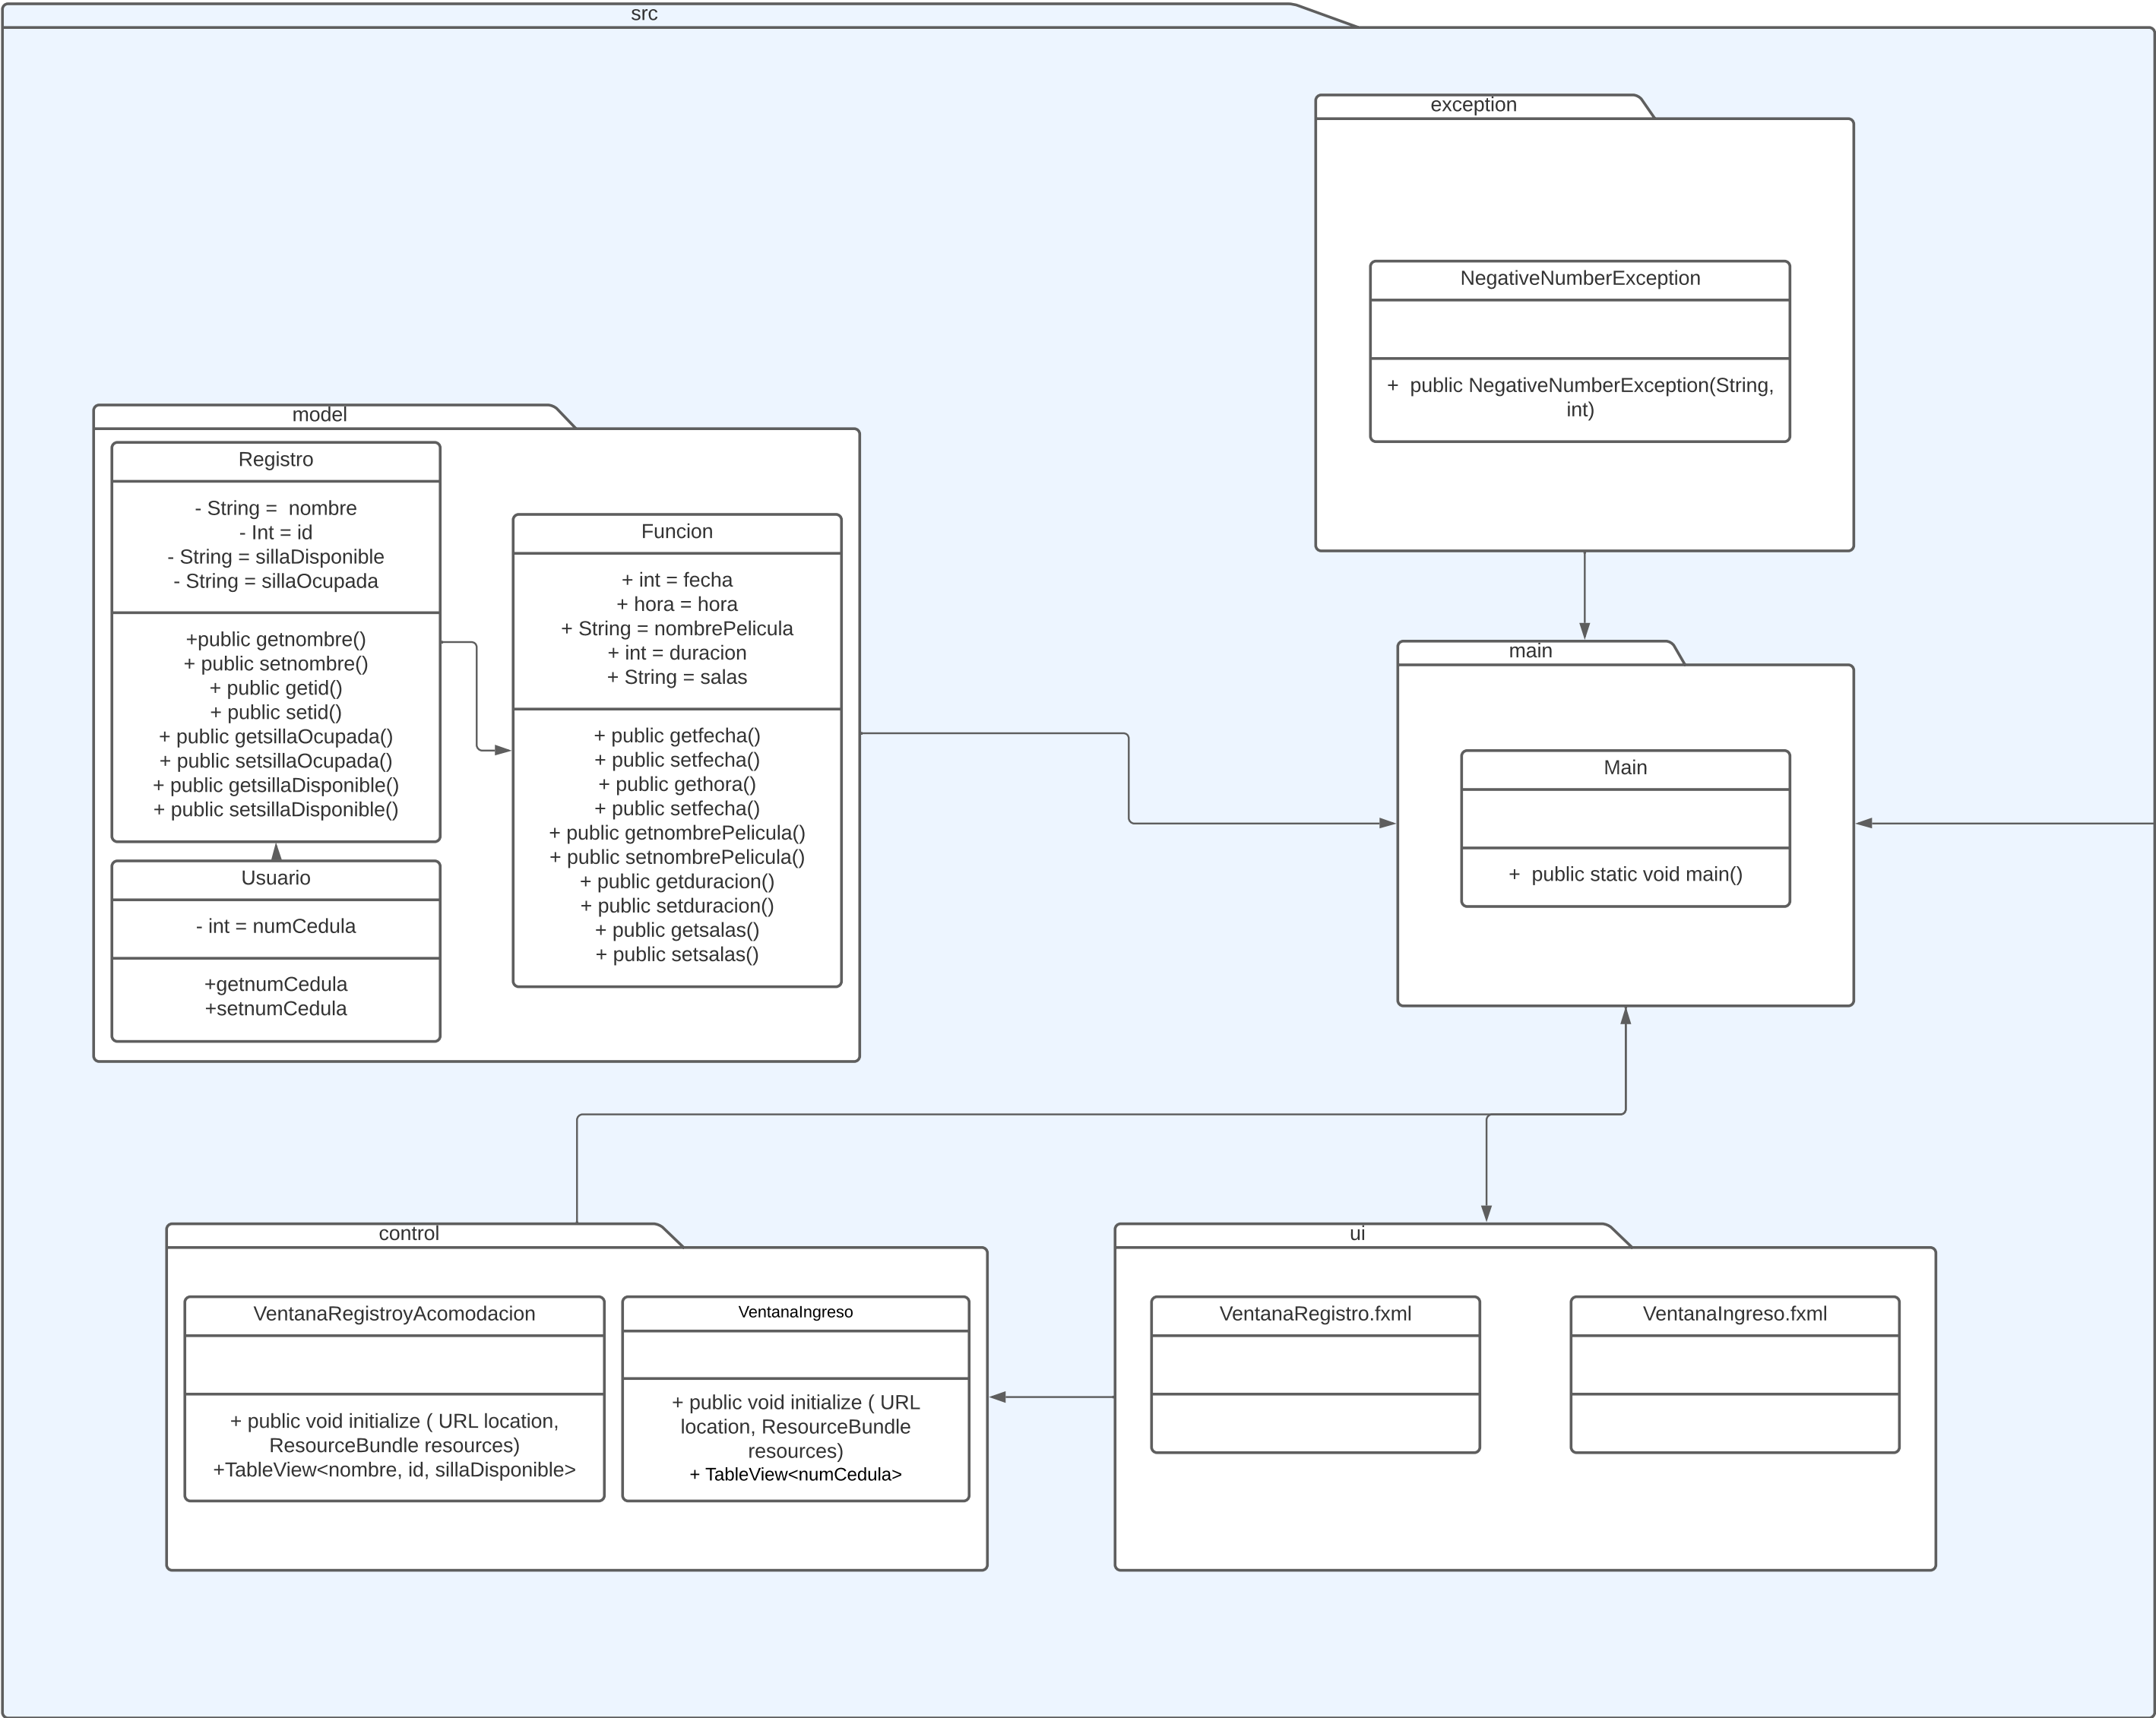 src
exception
NegativeNumberException
+  public NegativeNumberException(String,
int)
model
Registro
- String =  nombre
- Int = id
- String = sillaDisponible
- String = sillaOcupada
+public getnombre()
+ public setnombre()
+ public getid()
+ public setid()
+ public getsillaOcupada()
+ public setsillaOcupada()
+ public getsillaDisponible()
+ public setsillaDisponible()
Usuario
- int = numCedula
+getnumCedula
+setnumCedula
Funcion
+ int = fecha
+ hora = hora
+ String = nombrePelicula
+ int = duracion
+ String = salas
+ public getfecha()
+ public setfecha()
+ public gethora()
+ public setfecha()
+ public getnombrePelicula()
+ public setnombrePelicula()
+ public getduracion()
+ public setduracion()
+ public getsalas()
+ public setsalas()
main
Main
+  public static void main()
control
VentanaRegistroyAcomodacion
+ public void initialize ( URL location,
ResourceBundle resources)
+TableView<nombre, id, sillaDisponible>
VentanaIngreso
+ public void initialize ( URL
location, ResourceBundle
resources)
+ TableView<numCedula>
ui
VentanaRegistro.fxml
VentanaIngreso.fxml